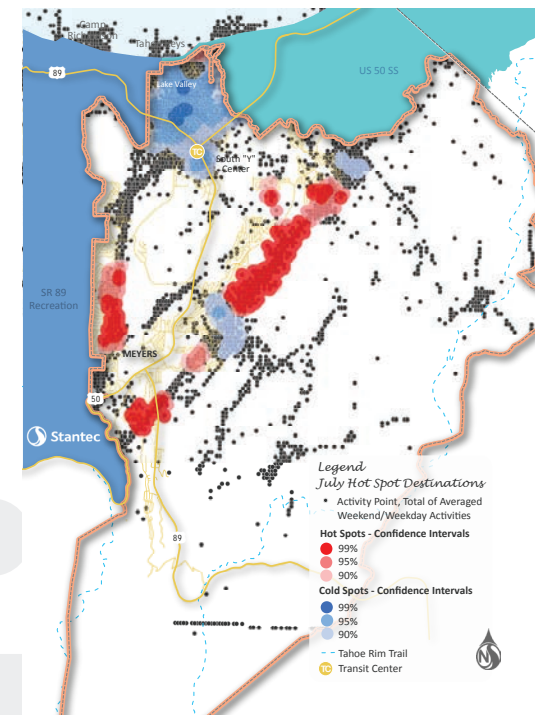 Camp
Tahoe Keys
89
US 50 SS
Lake Valley
TC
South "Y"
Center
SR 89
Recreation
MEYERS
50
Stantec
89
Legend
July Hot Spot Destinations
Activity Point, Total of Averaged
Weekend/Weekday Activities
Hot Spots - Confidence Intervals
99%
95%
90%
Cold Spots - Confidence Intervals
99%
95%
90%
Tahoe Rim Trail
TC Transit Center
N